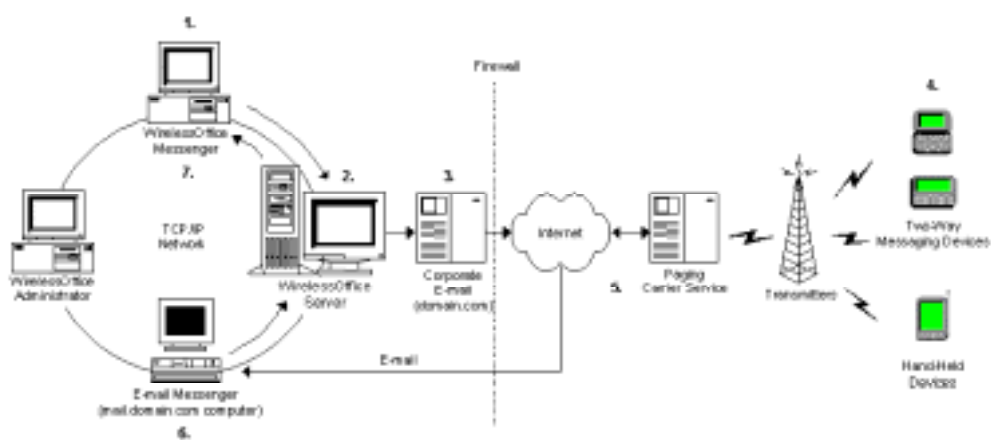 1.
Firewall
4.
WirelessOffice
Messenger
7.
2.
3.
TCP/IP
Network
Internet
Two-Way
Messaging Devices
WirelessOffice
Administrator
WirelessOffice
Server
Corporate
E-mail
(domain.com)
5.
Paging
Carrier Service
Transmitters
E-mail
Hand-Held
Devices
E-mail Messenger
(mail.domain.com computer)
6.